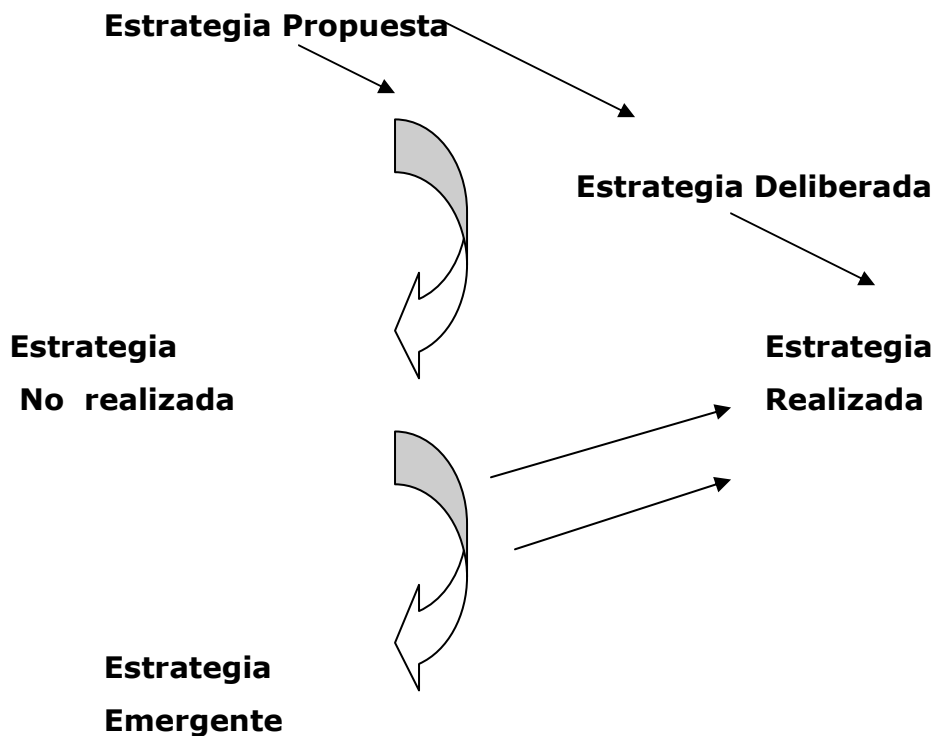 Estrategia Propuesta
Estrategia Deliberada
Estrategia
No realizada
Estrategia
Realizada
Estrategia
Emergente